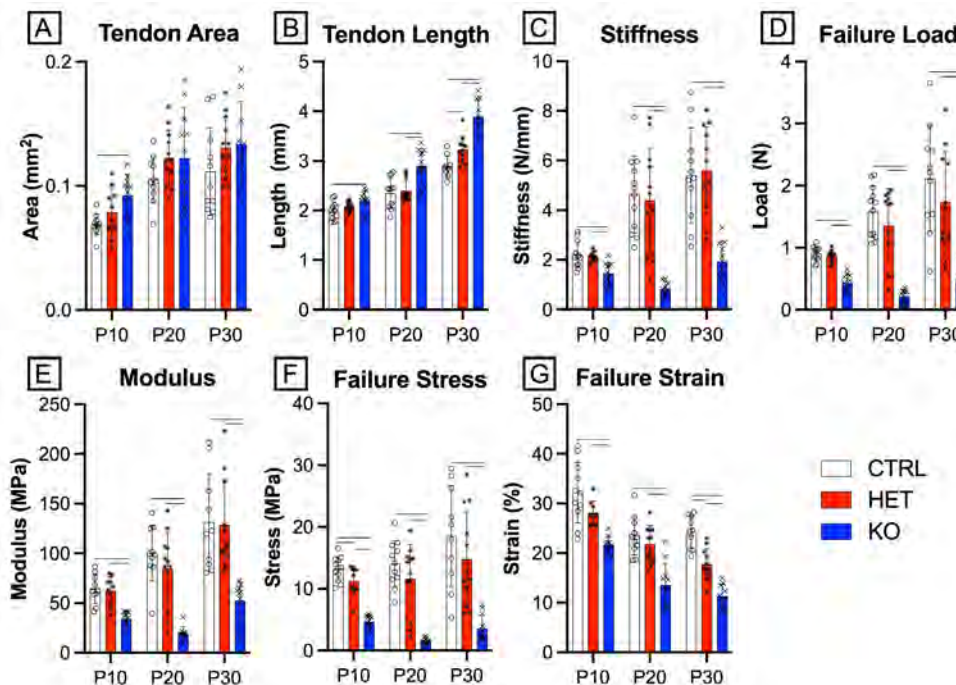 A Tendon Area
Area (mm²)
0.2
0.1
0.0
P10 P20 P30
B Tendon Length
Length (mm)
5
4
3
2
1
0
P10 P20 P30
C Stiffness
Stiffness (N/mm)
10
8
6
4
2
0
P10 P20 P30
D Failure Load
Load (N)
4
3
2
1
0
P10 P20 P30
E Modulus
Modulus (MPa)
250
200
150
100
50
0
P10 P20 P30
F Failure Stress
Stress (MPa)
40
30
20
10
0
P10 P20 P30
G Failure Strain
Strain (%)
50
40
30
20
10
0
P10 P20 P30
CTRL
HET
KO